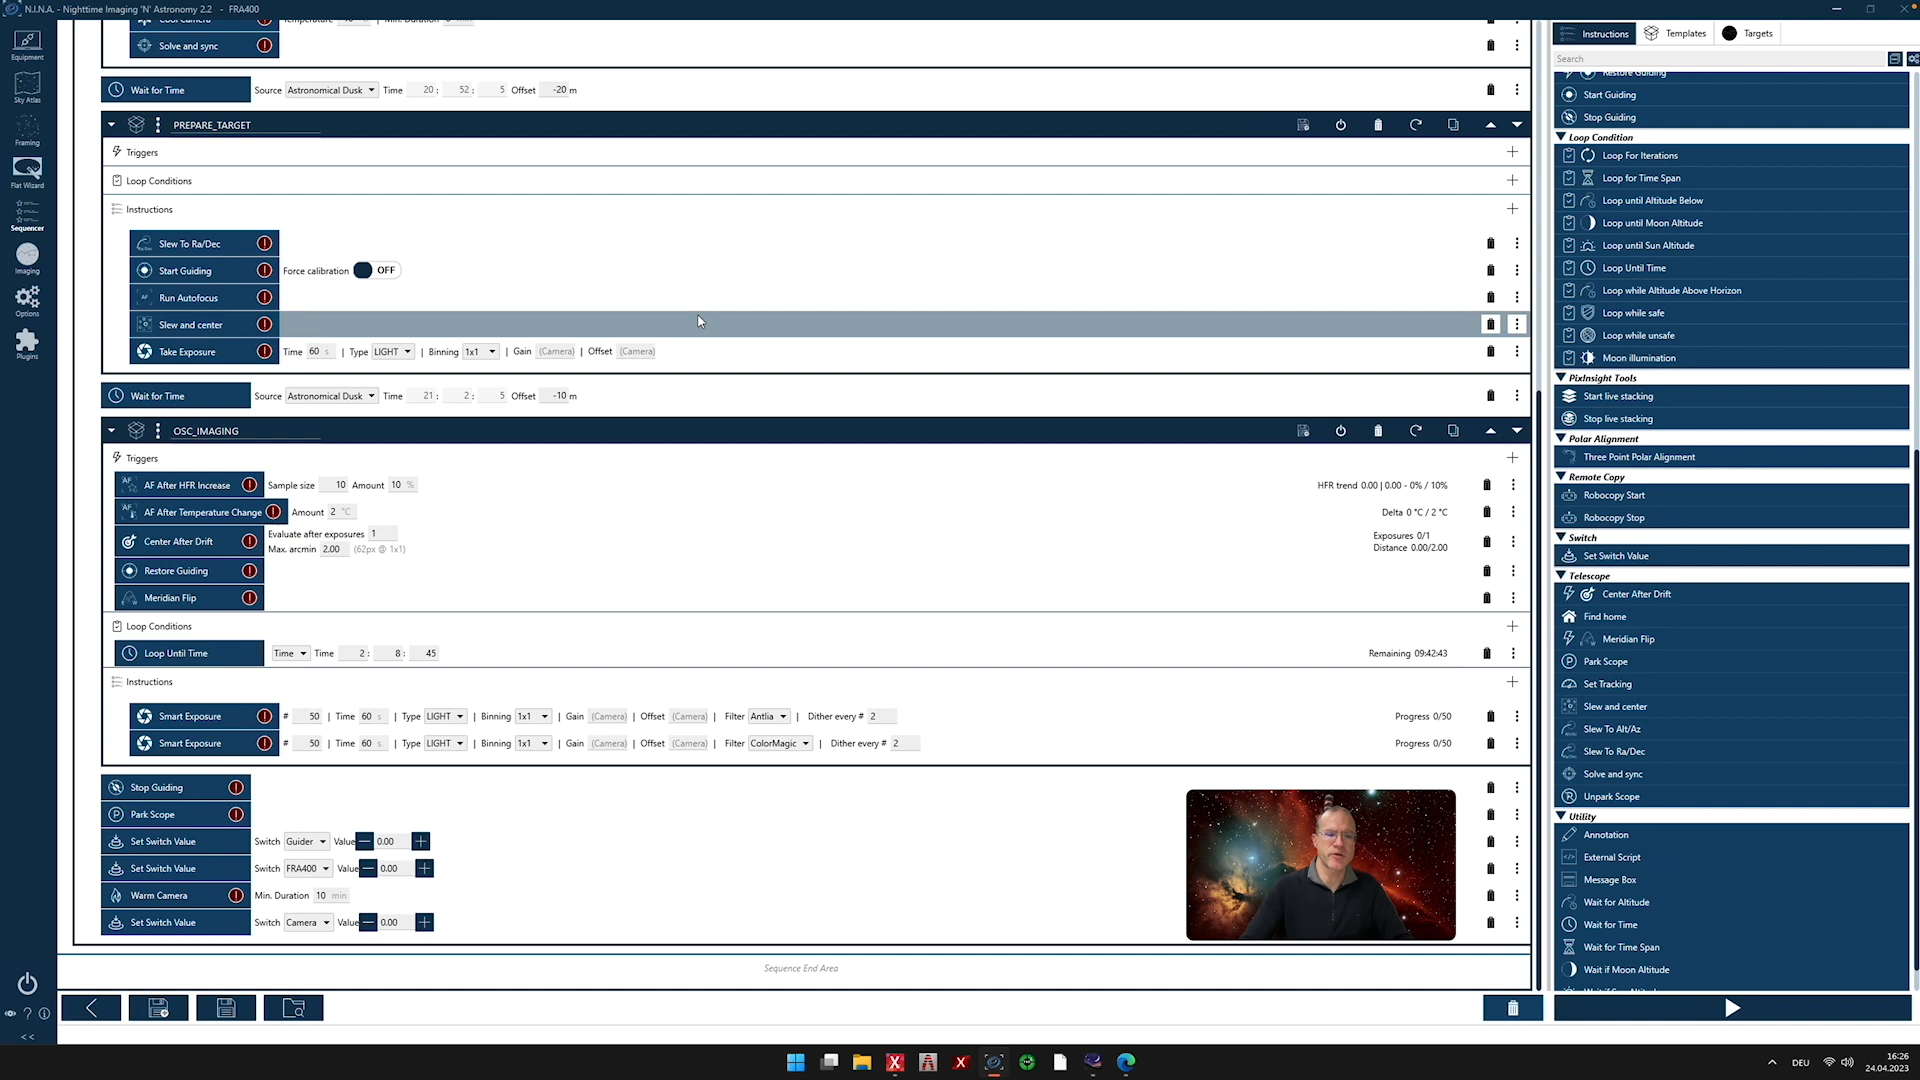 N.I.N.A. - Nighttime Imaging 'N' Astronomy 2.2 - FRA400
Equipment
Sky Atlas
Framing
Flat Wizard
Sequencer
Imaging
Options
Plugins
Solve and sync
Wait for Time Source Astronomical Dusk Time 20 : 52 : 5 Offset -20 m
PREPARE_TARGET
Triggers
Loop Conditions
Instructions
Slew To Ra/Dec
Start Guiding Force calibration OFF
AF Run Autofocus
Slew and center
Take Exposure Time 60 s | Type LIGHT | Binning 1x1 | Gain (Camera) | Offset (Camera)
Wait for Time Source Astronomical Dusk Time 21 : 2 : 5 Offset -10 m
OSC_IMAGING
Triggers
AF AF After HFR Increase Sample size 10 Amount 10 % HFR trend 0.00 | 0.00 - 0% / 10%
AF AF After Temperature Change Amount 2 °C Delta 0 °C / 2 °C
Center After Drift Evaluate after exposures 1 Exposures 0/1
Max. arcmin 2.00 (62px @ 1x1) Distance 0.00/2.00
Restore Guiding
Meridian Flip
Loop Conditions
Loop Until Time Time Time 2 : 8 : 45 Remaining 09:42:43
Instructions
Smart Exposure # 50 | Time 60 s | Type LIGHT | Binning 1x1 | Gain (Camera) | Offset (Camera) | Filter Antlia | Dither every # 2 Progress 0/50
Smart Exposure # 50 | Time 60 s | Type LIGHT | Binning 1x1 | Gain (Camera) | Offset (Camera) | Filter ColorMagic | Dither every # 2 Progress 0/50
Stop Guiding
Park Scope
Set Switch Value Switch Guider Value 0.00
Set Switch Value Switch FRA400 Value 0.00
Warm Camera Min. Duration 10 min
Set Switch Value Switch Camera Value 0.00
Sequence End Area
<<
Instructions Templates Targets
Search
Restore Guiding
Start Guiding
Stop Guiding
Loop Condition
Loop For Iterations
Loop for Time Span
Loop until Altitude Below
Loop until Moon Altitude
Loop until Sun Altitude
Loop Until Time
Loop while Altitude Above Horizon
Loop while safe
Loop while unsafe
Moon illumination
PixInsight Tools
Start live stacking
Stop live stacking
Polar Alignment
Three Point Polar Alignment
Remote Copy
Robocopy Start
Robocopy Stop
Switch
Set Switch Value
Telescope
Center After Drift
Find home
Meridian Flip
Park Scope
Set Tracking
Slew and center
Slew To Alt/Az
Slew To Ra/Dec
Solve and sync
Unpark Scope
Utility
Annotation
External Script
Message Box
Wait for Altitude
Wait for Time
Wait for Time Span
Wait if Moon Altitude
DEU
16:26
24.04.2023